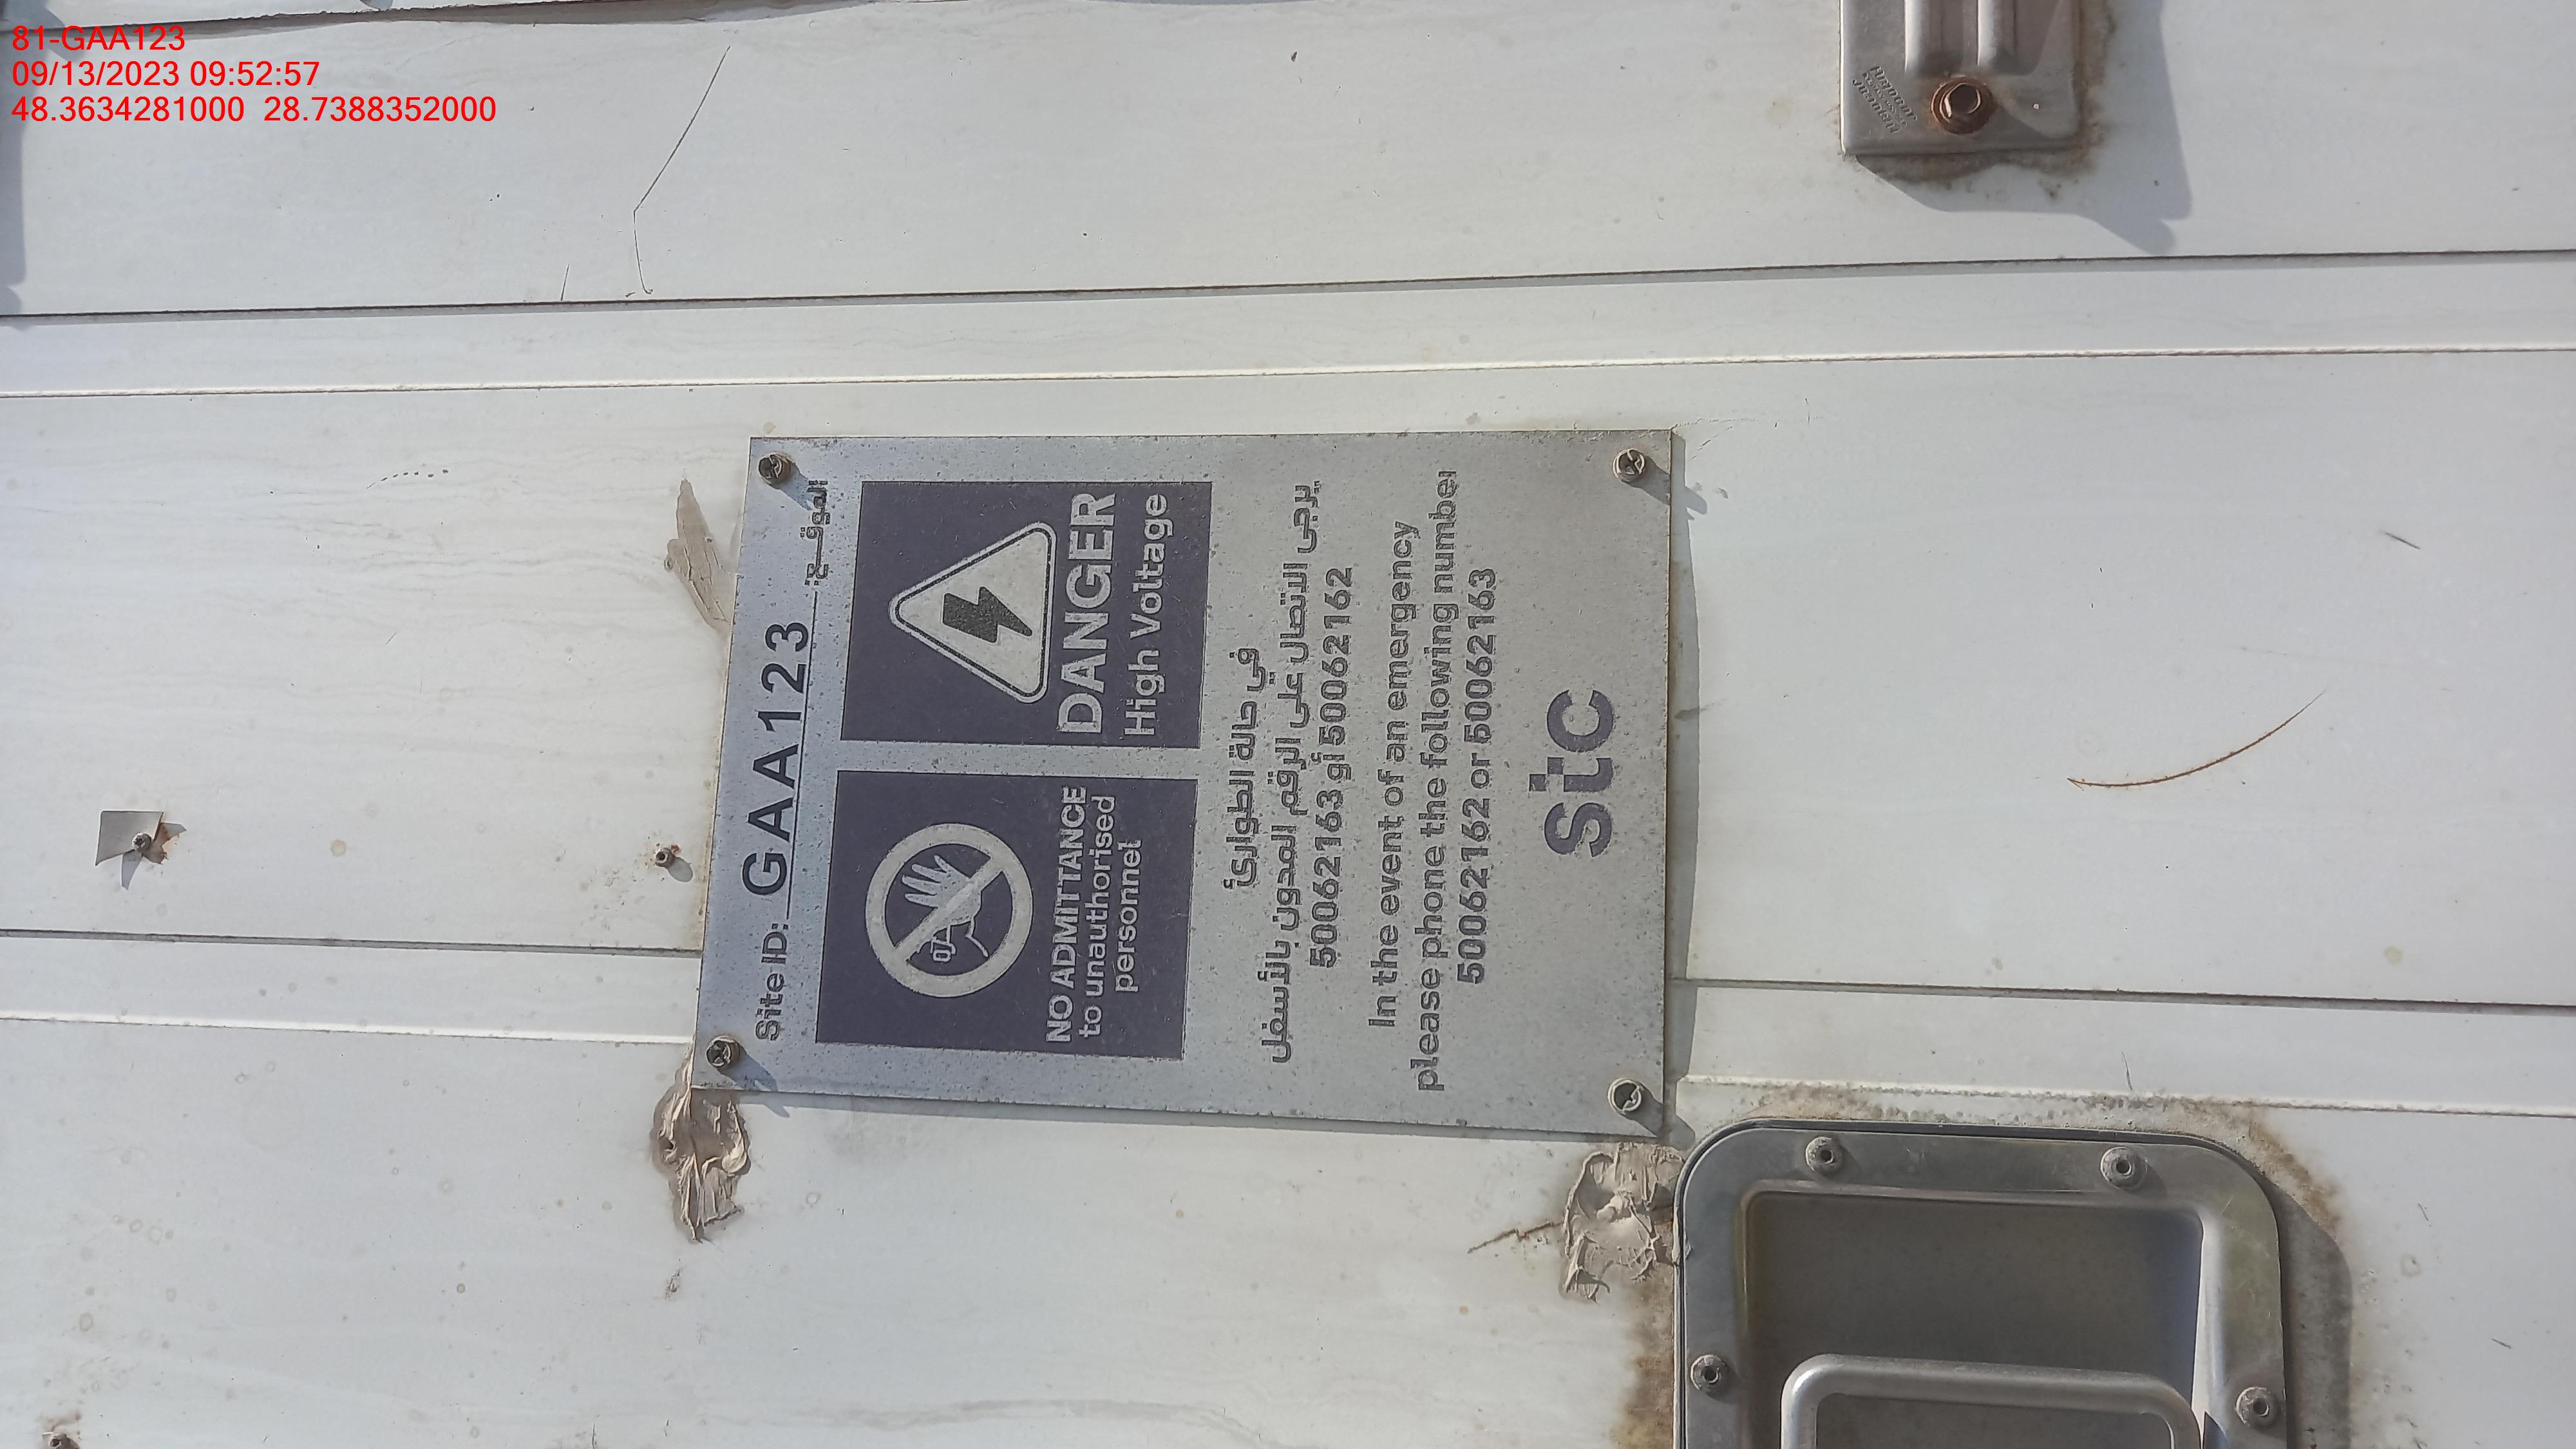 81-GAA123
09/13/2023 09:52:57
48.3634281000 28.7388352000
Site ID: GAA123 الموقـــع:
NO ADMITTANCE
to unauthorised
personnel
DANGER
High Voltage
في حالة الطوارئ
يرجى الاتصال على الرقم المدون بالأسفل
50062163 أو 50062162
In the event of an emergency
please phone the following number
50062162 or 50062163
stc